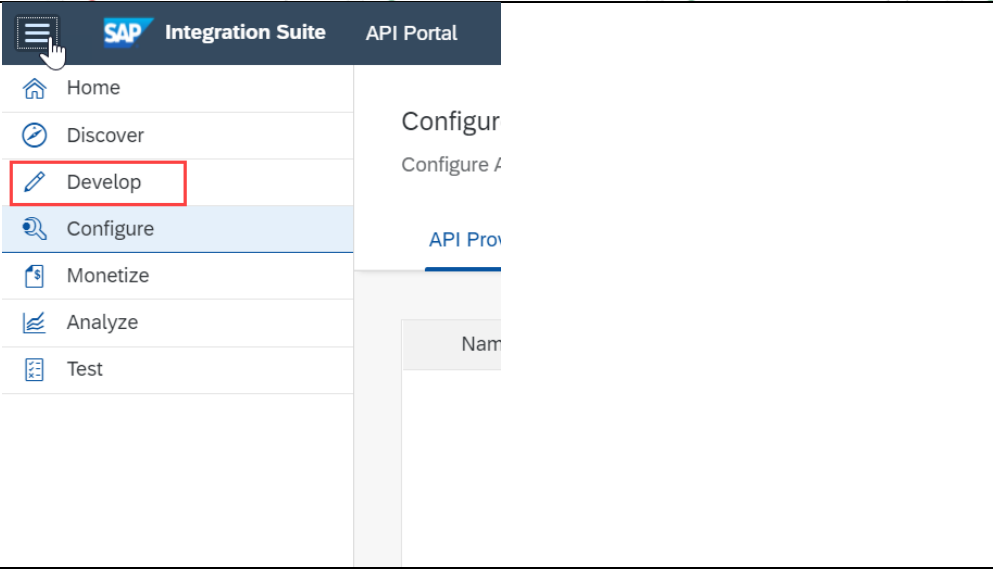 SAP Integration Suite API Portal
Home
Discover
Develop
Configure
Monetize
Analyze
Test
Configur
Configure A
API Prov
Nam